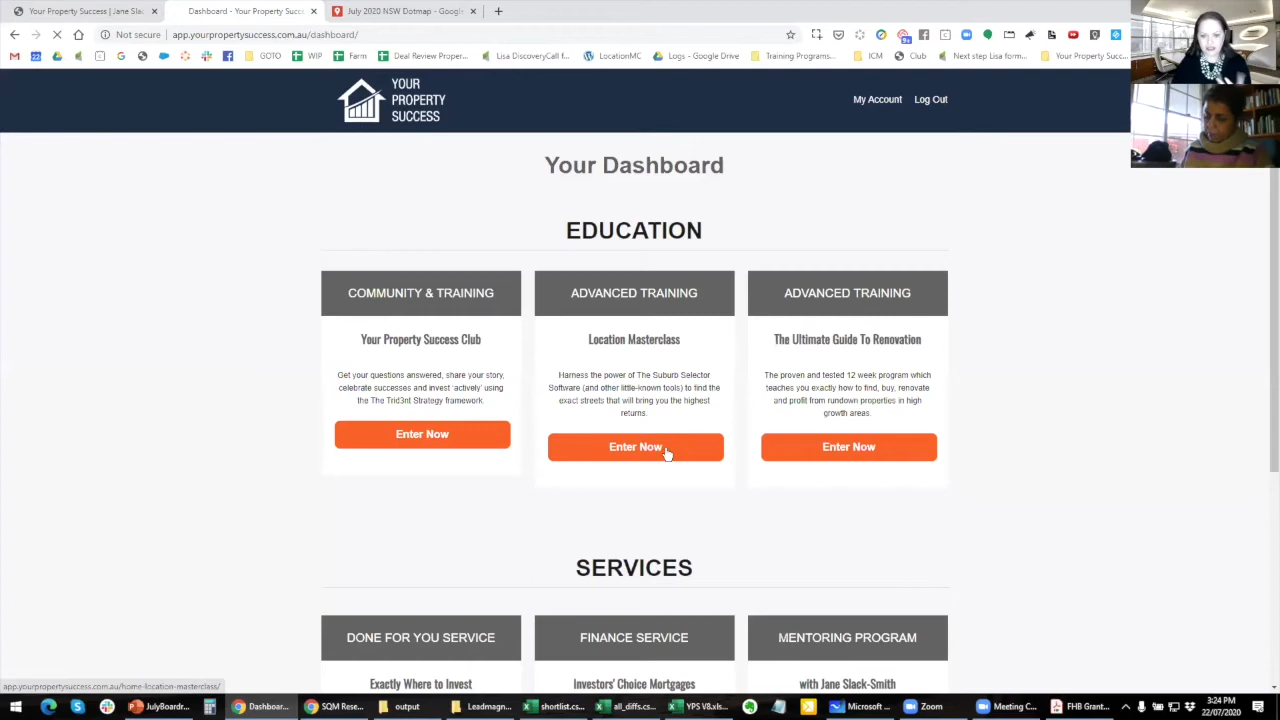 Your Property Success | Jane Slac
Dashboard - Your Property Succ
July 2020 NSW Dotmap - Google
Not secure | app.yourpropertysuccess.com.au/dashboard/
GOTO
WIP
Farm
Deal Review Proper...
Lisa DiscoveryCall f...
LocationMC
Logs - Google Drive
Training Programs...
ICM
Club
Next step Lisa form...
Your Property Succ...
YOUR
PROPERTY
SUCCESS
My Account
Log Out
Your Dashboard
EDUCATION
COMMUNITY & TRAINING
Your Property Success Club
Get your questions answered, share your story,
celebrate successes and invest 'actively' using
the The Trid3nt Strategy framework.
Enter Now
ADVANCED TRAINING
Location Masterclass
Harness the power of The Suburb Selector
Software (and other little-known tools) to find the
exact streets that will bring you the highest
returns.
Enter Now
ADVANCED TRAINING
The Ultimate Guide To Renovation
The proven and tested 12 week program which
teaches you exactly how to find, buy, renovate
and profit from rundown properties in high
growth areas.
Enter Now
SERVICES
DONE FOR YOU SERVICE
Exactly Where to Invest
FINANCE SERVICE
Investors' Choice Mortgages
MENTORING PROGRAM
with Jane Slack-Smith
app.yourpropertysuccess.com.au/home-location-masterclass/
JulyBoardr...
Dashboar...
SQM Rese...
output
Leadmagn...
shortlist.cs...
all_diffs.cs...
YPS V8.xls...
Microsoft ...
Zoom
Meeting C...
FHB Grant...
3:24 PM
22/07/2020